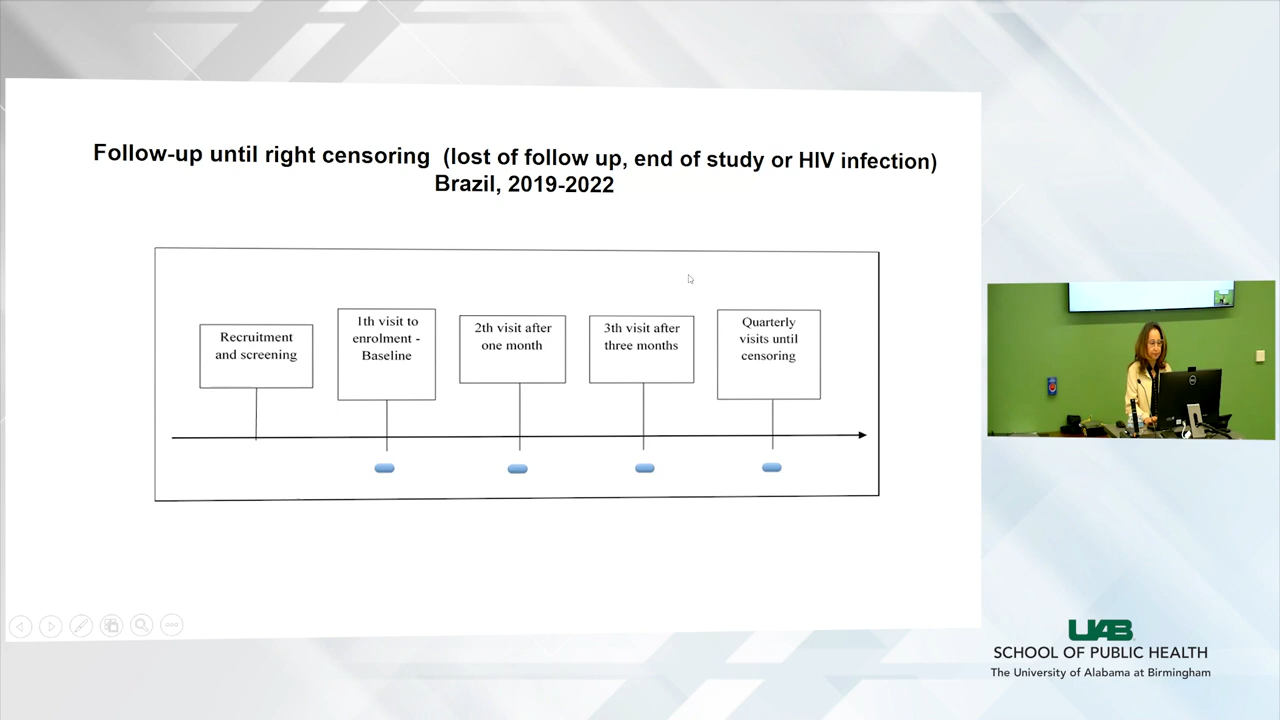 Follow-up until right censoring (lost of follow up, end of study or HIV infection)
Brazil, 2019-2022
Recruitment
and screening
1th visit to
enrolment -
Baseline
2th visit after
one month
3th visit after
three months
Quarterly
visits until
censoring
UAB
SCHOOL OF PUBLIC HEALTH
The University of Alabama at Birmingham